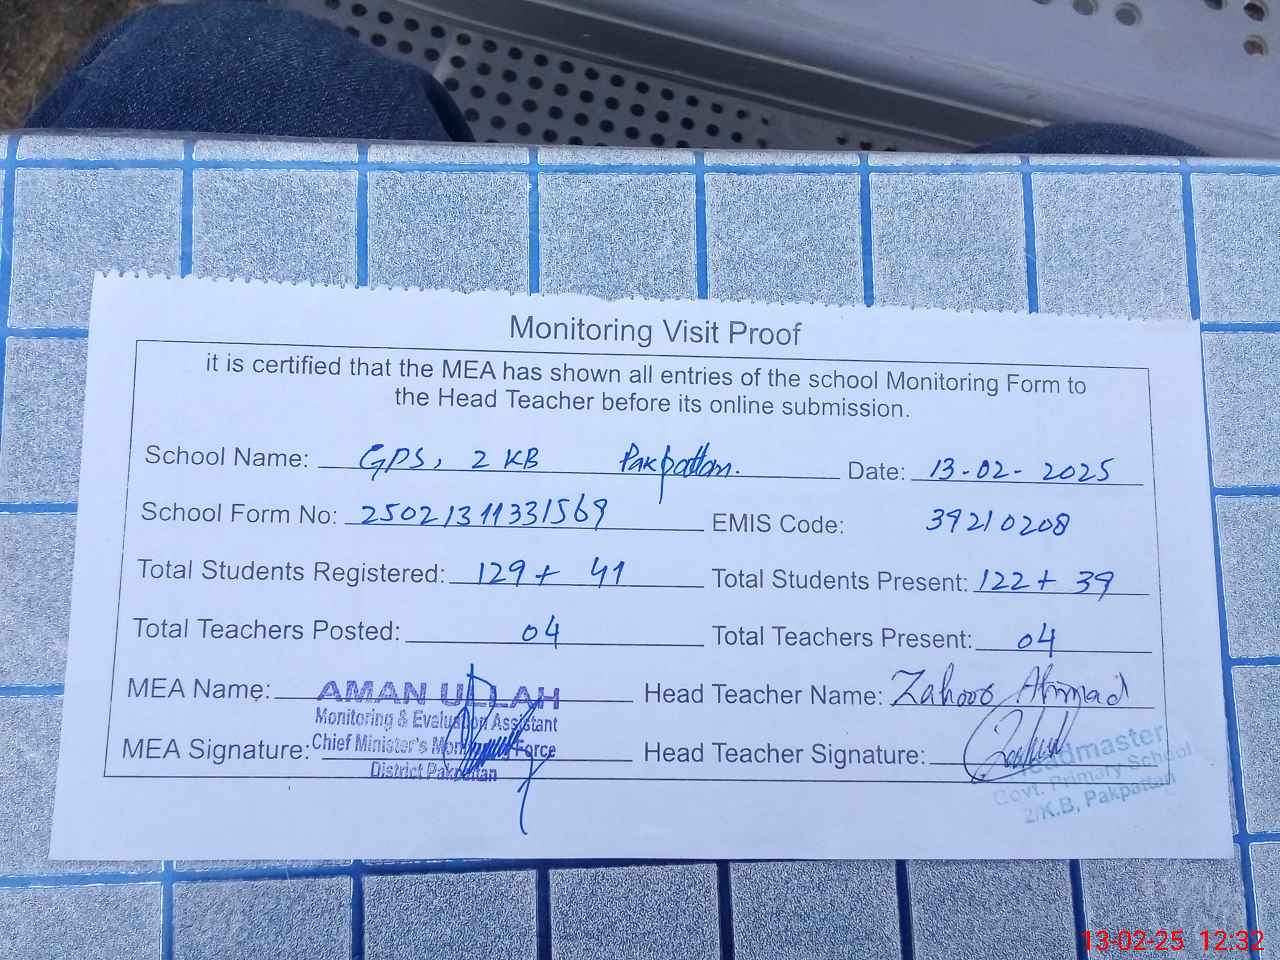 Monitoring Visit Proof
it is certified that the MEA has shown all entries of the school Monitoring Form to
the Head Teacher before its online submission.
School Name: GPS, 2 KB Pakpattan. Date: 13-02-2025
School Form No: 25021311331569 EMIS Code: 39210208
Total Students Registered: 129+ 41 Total Students Present: 122+ 39
Total Teachers Posted: 04 Total Teachers Present: 04
MEA Name: AMAN ULLAH Head Teacher Name: Zahoor Ahmad
Monitoring & Evaluation Assistant
MEA Signature: Chief Minister's Monitoring Force Head Teacher Signature:
District Pakpattan
Headmaster
Govt. Primary School
2/K.B, Pakpattan
13-02-25 12:32